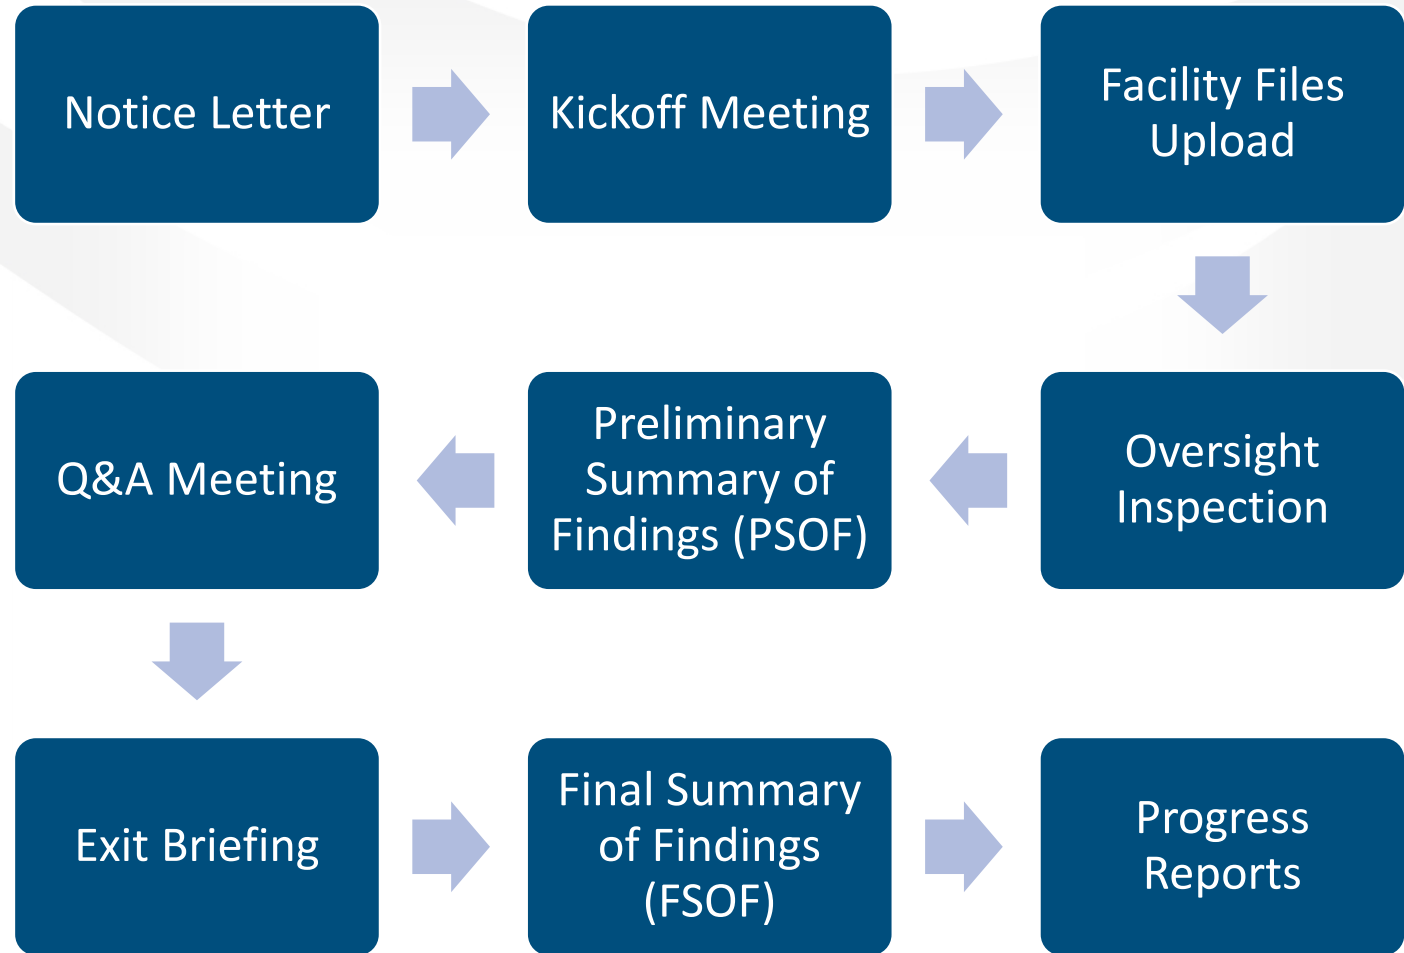 Notice Letter
Kickoff Meeting
Facility Files
Upload
Oversight
Inspection
Preliminary
Summary of
Findings (PSOF)
Q&A Meeting
Exit Briefing
Final Summary
of Findings
(FSOF)
Progress
Reports